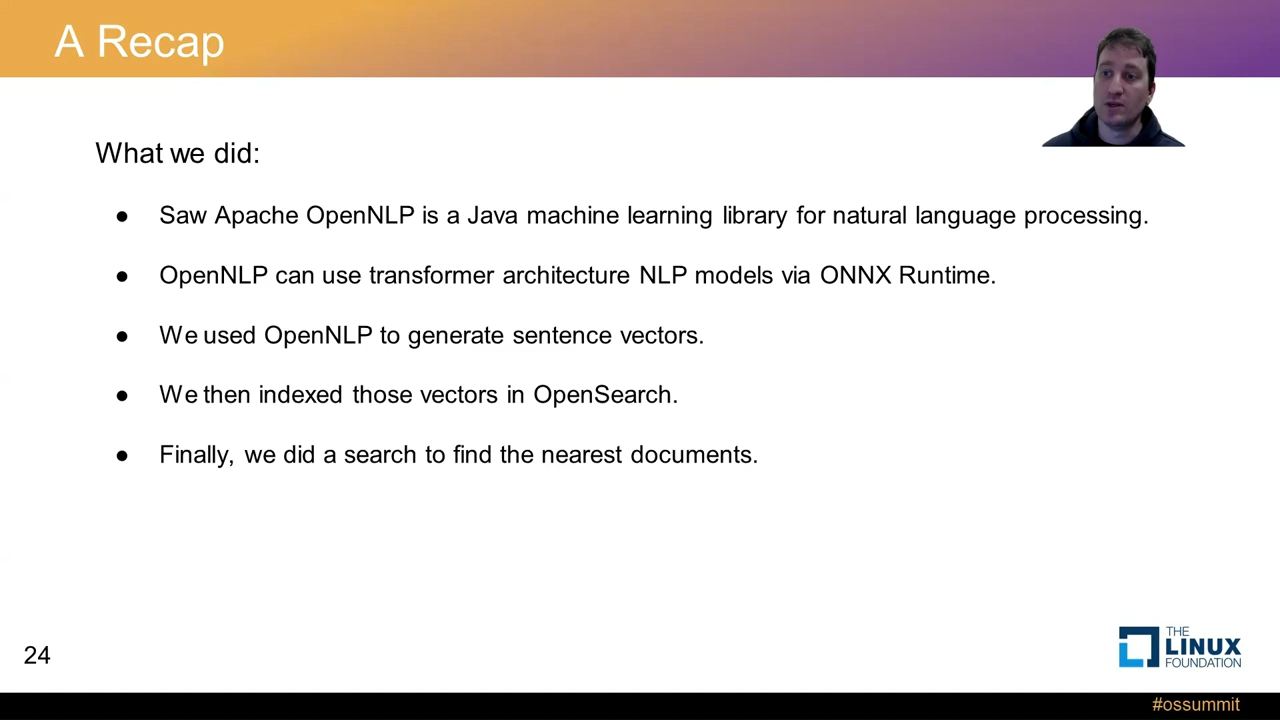 A Recap
What we did:
● Saw Apache OpenNLP is a Java machine learning library for natural language processing.
● OpenNLP can use transformer architecture NLP models via ONNX Runtime.
● We used OpenNLP to generate sentence vectors.
● We then indexed those vectors in OpenSearch.
● Finally, we did a search to find the nearest documents.
24
THE
LINUX
FOUNDATION
#ossummit